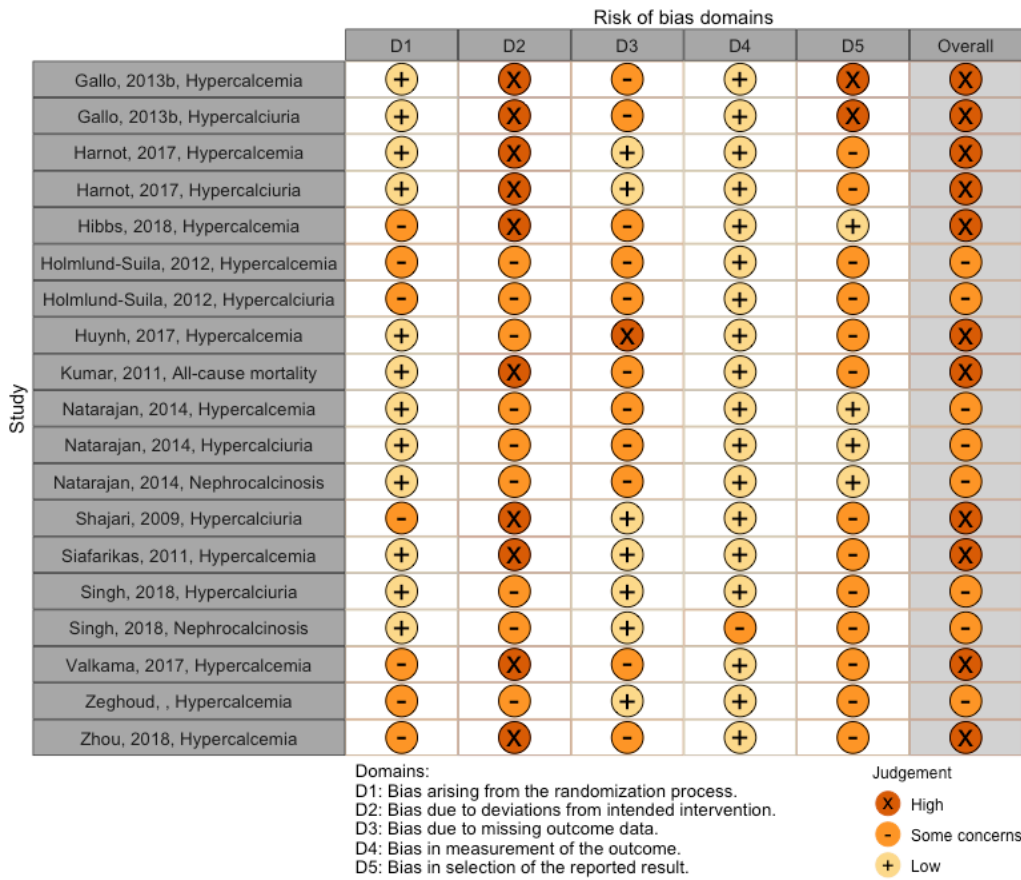 Risk of bias domains
D1 D2 D3 D4 D5 Overall
Study
Gallo, 2013b, Hypercalcemia + X - + X X
Gallo, 2013b, Hypercalciuria + X - + X X
Harnot, 2017, Hypercalcemia + X + + - X
Harnot, 2017, Hypercalciuria + X + + - X
Hibbs, 2018, Hypercalcemia - X - + + X
Holmlund-Suila, 2012, Hypercalcemia - - - + - -
Holmlund-Suila, 2012, Hypercalciuria - - - + - -
Huynh, 2017, Hypercalcemia + - X + - X
Kumar, 2011, All-cause mortality + X - + - X
Natarajan, 2014, Hypercalcemia + - - + + -
Natarajan, 2014, Hypercalciuria + - - + + -
Natarajan, 2014, Nephrocalcinosis + - - + + -
Shajari, 2009, Hypercalciuria - X + + - X
Siafarikas, 2011, Hypercalcemia + X + + - X
Singh, 2018, Hypercalciuria + - + + - -
Singh, 2018, Nephrocalcinosis + - + - - -
Valkama, 2017, Hypercalcemia - X - + - X
Zeghoud, , Hypercalcemia - - + + - -
Zhou, 2018, Hypercalcemia - X - + - X
Domains:
D1: Bias arising from the randomization process.
D2: Bias due to deviations from intended intervention.
D3: Bias due to missing outcome data.
D4: Bias in measurement of the outcome.
D5: Bias in selection of the reported result.
Judgement
X High
- Some concerns
+ Low